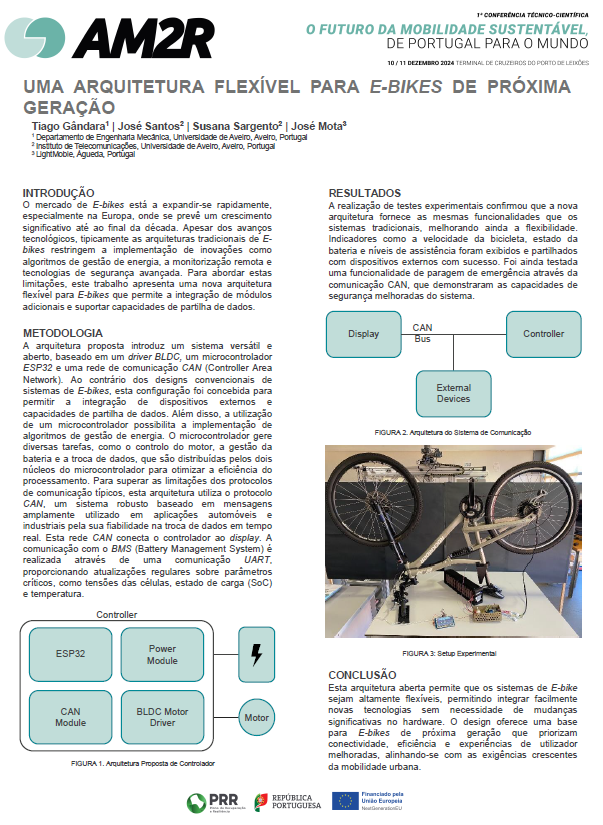 AM2R
1ª CONFERÊNCIA TÉCNICO-CIENTÍFICA
O FUTURO DA MOBILIDADE SUSTENTÁVEL,
DE PORTUGAL PARA O MUNDO
10 / 11 DEZEMBRO 2024 TERMINAL DE CRUZEIROS DO PORTO DE LEIXÕES
UMA ARQUITETURA FLEXÍVEL PARA E-BIKES DE PRÓXIMA
GERAÇÃO
Tiago Gândara¹ | José Santos² | Susana Sargento² | José Mota³
¹ Departamento de Engenharia Mecânica, Universidade de Aveiro, Aveiro, Portugal
² Instituto de Telecomunicações, Universidade de Aveiro, Aveiro, Portugal
³ LightMobie, Águeda, Portugal
INTRODUÇÃO
O mercado de E-bikes está a expandir-se rapidamente,
especialmente na Europa, onde se prevê um crescimento
significativo até ao final da década. Apesar dos avanços
tecnológicos, tipicamente as arquiteturas tradicionais de E-
bikes restringem a implementação de inovações como
algoritmos de gestão de energia, a monitorização remota e
tecnologias de segurança avançada. Para abordar estas
limitações, este trabalho apresenta uma nova arquitetura
flexível para E-bikes que permite a integração de módulos
adicionais e suportar capacidades de partilha de dados.
METODOLOGIA
A arquitetura proposta introduz um sistema versátil e
aberto, baseado em um driver BLDC, um microcontrolador
ESP32 e uma rede de comunicação CAN (Controller Area
Network). Ao contrário dos designs convencionais de
sistemas de E-bikes, esta configuração foi concebida para
permitir a integração de dispositivos externos e
capacidades de partilha de dados. Além disso, a utilização
de um microcontrolador possibilita a implementação de
algoritmos de gestão de energia. O microcontrolador gere
diversas tarefas, como o controlo do motor, a gestão da
bateria e a troca de dados, que são distribuídas pelos dois
núcleos do microcontrolador para otimizar a eficiência do
processamento. Para superar as limitações dos protocolos
de comunicação típicos, esta arquitetura utiliza o protocolo
CAN, um sistema robusto baseado em mensagens
amplamente utilizado em aplicações automóveis e
industriais pela sua fiabilidade na troca de dados em tempo
real. Esta rede CAN conecta o controlador ao display. A
comunicação com o BMS (Battery Management System) é
realizada através de uma comunicação UART,
proporcionando atualizações regulares sobre parâmetros
críticos, como tensões das células, estado de carga (SoC)
e temperatura.
Controller
ESP32
Power
Module
CAN
Module
BLDC Motor
Driver
Motor
FIGURA 1. Arquitetura Proposta de Controlador
RESULTADOS
A realização de testes experimentais confirmou que a nova
arquitetura fornece as mesmas funcionalidades que os
sistemas tradicionais, melhorando ainda a flexibilidade.
Indicadores como a velocidade da bicicleta, estado da
bateria e níveis de assistência foram exibidos e partilhados
com dispositivos externos com sucesso. Foi ainda testada
uma funcionalidade de paragem de emergência através da
comunicação CAN, que demonstraram as capacidades de
segurança melhoradas do sistema.
Display
CAN
Bus
Controller
External
Devices
FIGURA 2. Arquitetura do Sistema de Comunicação
FIGURA 3: Setup Experimental
CONCLUSÃO
Esta arquitetura aberta permite que os sistemas de E-bike
sejam altamente flexíveis, permitindo integrar facilmente
novas tecnologias sem necessidade de mudanças
significativas no hardware. O design oferece uma base
para E-bikes de próxima geração que priorizam
conectividade, eficiência e experiências de utilizador
melhoradas, alinhando-se com as exigências crescentes
da mobilidade urbana.
PRR
Plano de Recuperação
e Resiliência
REPÚBLICA
PORTUGUESA
Financiado pela
União Europeia
NextGenerationEU